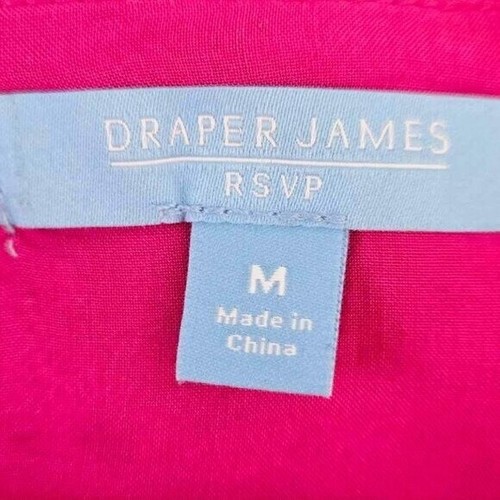 DRAPER JAMES
RSVP
M
Made in
China